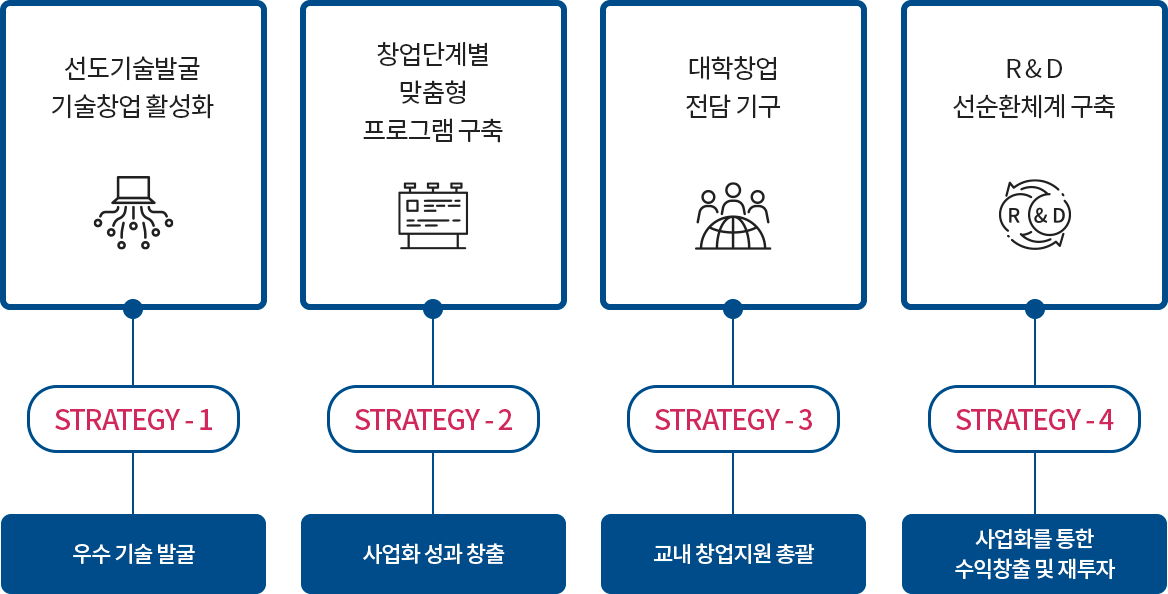 선도기술발굴
기술창업 활성화
창업단계별
맞춤형
프로그램 구축
대학창업
전담 기구
R & D
선순환체계 구축
R & D
STRATEGY - 1
STRATEGY - 2
STRATEGY - 3
STRATEGY - 4
우수 기술 발굴
사업화 성과 창출
교내 창업지원 총괄
사업화를 통한
수익창출 및 재투자